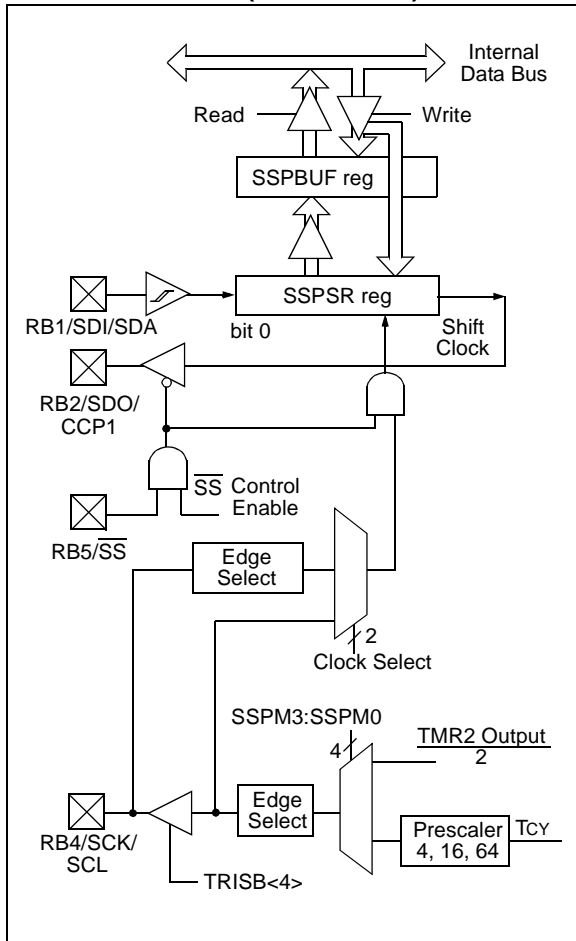 Internal
Data Bus
Read
Write
SSPBUF reg
SSPSR reg
RB1/SDI/SDA
bit 0
Shift
Clock
RB2/SDO/
CCP1
SS Control
Enable
RB5/SS
Edge
Select
2
Clock Select
SSPM3:SSPM0
TMR2 Output
2
4
Edge
Select
Prescaler
4, 16, 64
TCY
RB4/SCK/
SCL
TRISB<4>